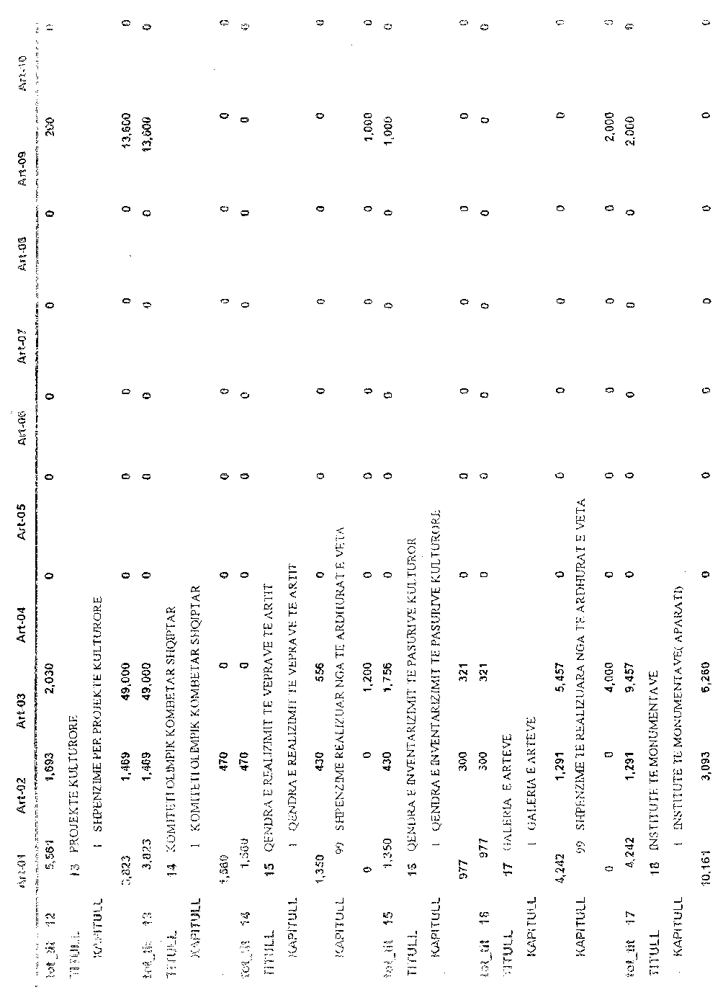 Art-01 Art-02 Art-03 Art-04 Art-05 Art-06 Art-07 Art-08 Art-09 Art-10
tot_tit 12 5,561 1,693 2,030 0 0 0 0 0 200 0
TITULL 13 PROJEKTE KULTURORE
KAPITULL 1 SHPENZIME PER PROJEKTE KULTURORE
3,823 1,469 49,000 0 0 0 0 0 13,600 0
tot_tit 13 3,823 1,469 49,000 0 0 0 0 0 13,600 0
TITULL 14 KOMITETI OLIMPIK KOMBETAR SHQIPTAR
KAPITULL 1 KOMITETI OLIMPIK KOMBETAR SHQIPTAR
470 0 0 0 0 0 0 0 0
tot_tit 14 470 0 0 0 0 0 0 0 0
TITULL 15 QENDRA E REALIZIMIT TE VEPRAVE TE ARTIT
KAPITULL 1 QENDRA E REALIZIMIT TE VEPRAVE TE ARTIT
1,350 430 556 0 0 0 0 0 0 0
KAPITULL 99 SHPENZIME REALIZUAR NGA TE ARDHURAT E VETA
0 0 1,200 0 0 0 0 0 1,000 0
tot_tit 15 1,350 430 1,756 0 0 0 0 0 1,000 0
TITULL 16 QENDRA E INVENTARIZIMIT TE PASURIVE KULTUROR
KAPITULL 1 QENDRA E INVENTARIZIMIT TE PASURIVE KULTURORE
977 300 321 0 0 0 0 0 0 0
tot_tit 16 977 300 321 0 0 0 0 0 0 0
TITULL 17 GALERIA E ARTEVE
KAPITULL 1 GALERIA E ARTEVE
4,242 1,291 5,457 0 0 0 0 0 0 0
KAPITULL 99 SHPENZIME TE REALIZUARA NGA TE ARDHURAT E VETA
0 0 4,000 0 0 0 0 0 2,000 0
tot_tit 17 4,242 1,291 9,457 0 0 0 0 0 2,000 0
TITULL 18 INSTITUTE TE MONUMENTAVE
KAPITULL 1 INSTITUTE TE MONUMENTAVE( APARATI)
10,161 3,093 0 0 0 0 0 0 0